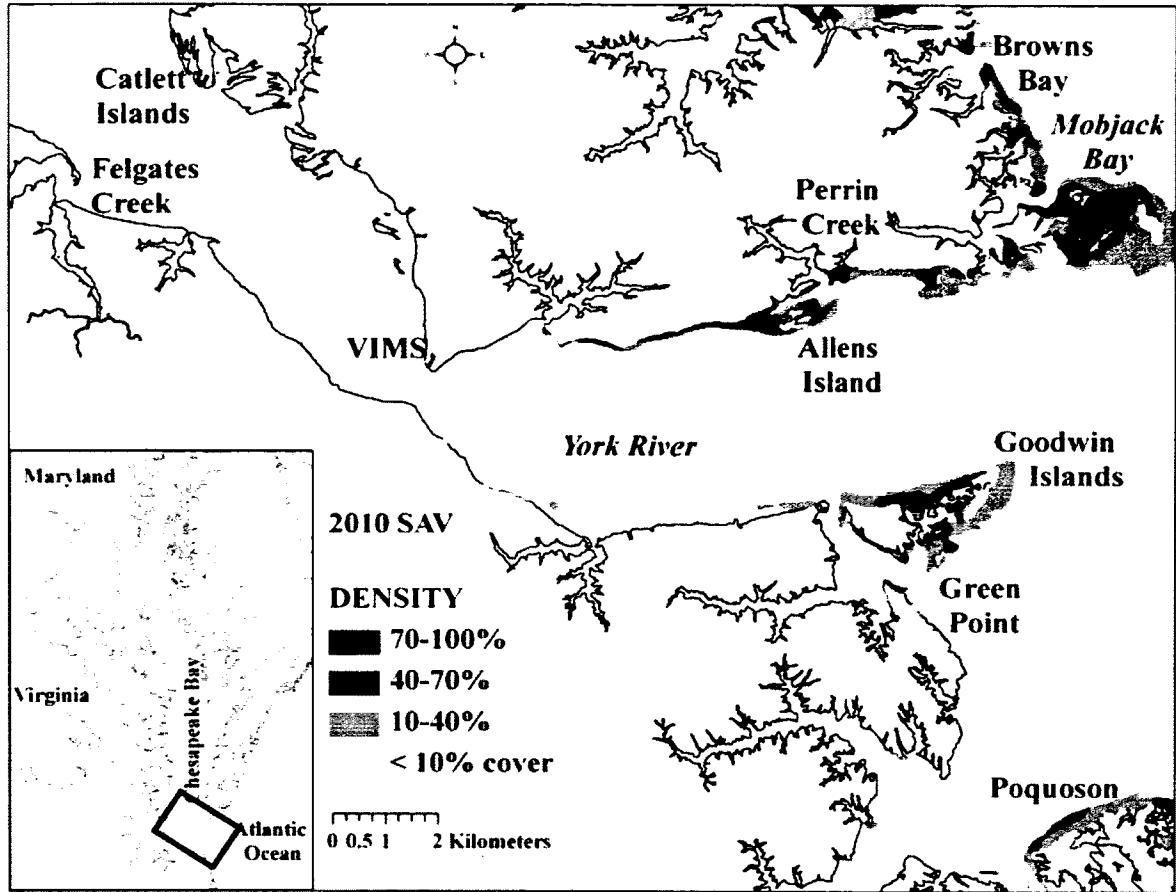 Catlett
Islands
Felgates
Creek
Browns
Bay
Mobjack
Bay
Perrin
Creek
VIMS
Allens
Island
York River
Goodwin
Islands
Green
Point
Poquoson
Maryland
Virginia
hesapeake Bay
Atlantic
Ocean
2010 SAV
DENSITY
70-100%
40-70%
10-40%
< 10% cover
0 0.5 1 2 Kilometers